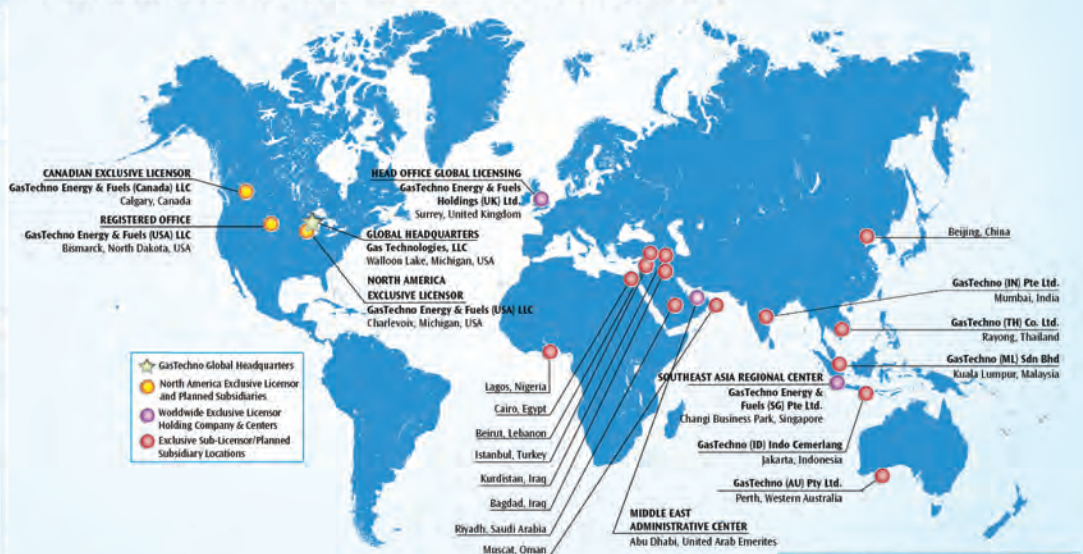 CANADIAN EXCLUSIVE LICENSOR
GasTechno Energy & Fuels (Canada) LLC
Calgary, Canada
REGISTERED OFFICE
GasTechno Energy & Fuels (USA) LLC
Bismarck, North Dakota, USA
HEAD OFFICE GLOBAL LICENSING
GasTechno Energy & Fuels
Holdings (UK) Ltd.
Surrey, United Kingdom
GLOBAL HEADQUARTERS
Gas Technologies, LLC
Walloon Lake, Michigan, USA
NORTH AMERICA
EXCLUSIVE LICENSOR
GasTechno Energy & Fuels (USA) LLC
Charlevoix, Michigan, USA
GasTechno Global Headquarters
North America Exclusive Licensor
and Planned Subsidiaries
Worldwide Exclusive Licensor
Holding Company & Centers
Exclusive Sub-Licensor/Planned
Subsidiary Locations
Lagos, Nigeria
Cairo, Egypt
Beirut, Lebanon
Istanbul, Turkey
Kurdistan, Iraq
Bagdad, Iraq
Riyadh, Saudi Arabia
Muscat, Oman
MIDDLE EAST
ADMINISTRATIVE CENTER
Abu Dhabi, United Arab Emerites
Beijing, China
GasTechno (IN) Pte Ltd.
Mumbai, India
GasTechno (TH) Co. Ltd.
Rayong, Thailand
GasTechno (ML) Sdn Bhd
Kuala Lumpur, Malaysia
SOUTHEAST ASIA REGIONAL CENTER
GasTechno Energy &
Fuels (SG) Pte Ltd.
Changi Business Park, Singapore
GasTechno (ID) Indo Cemerlang
Jakarta, Indonesia
GasTechno (AU) Pty Ltd.
Perth, Western Australia